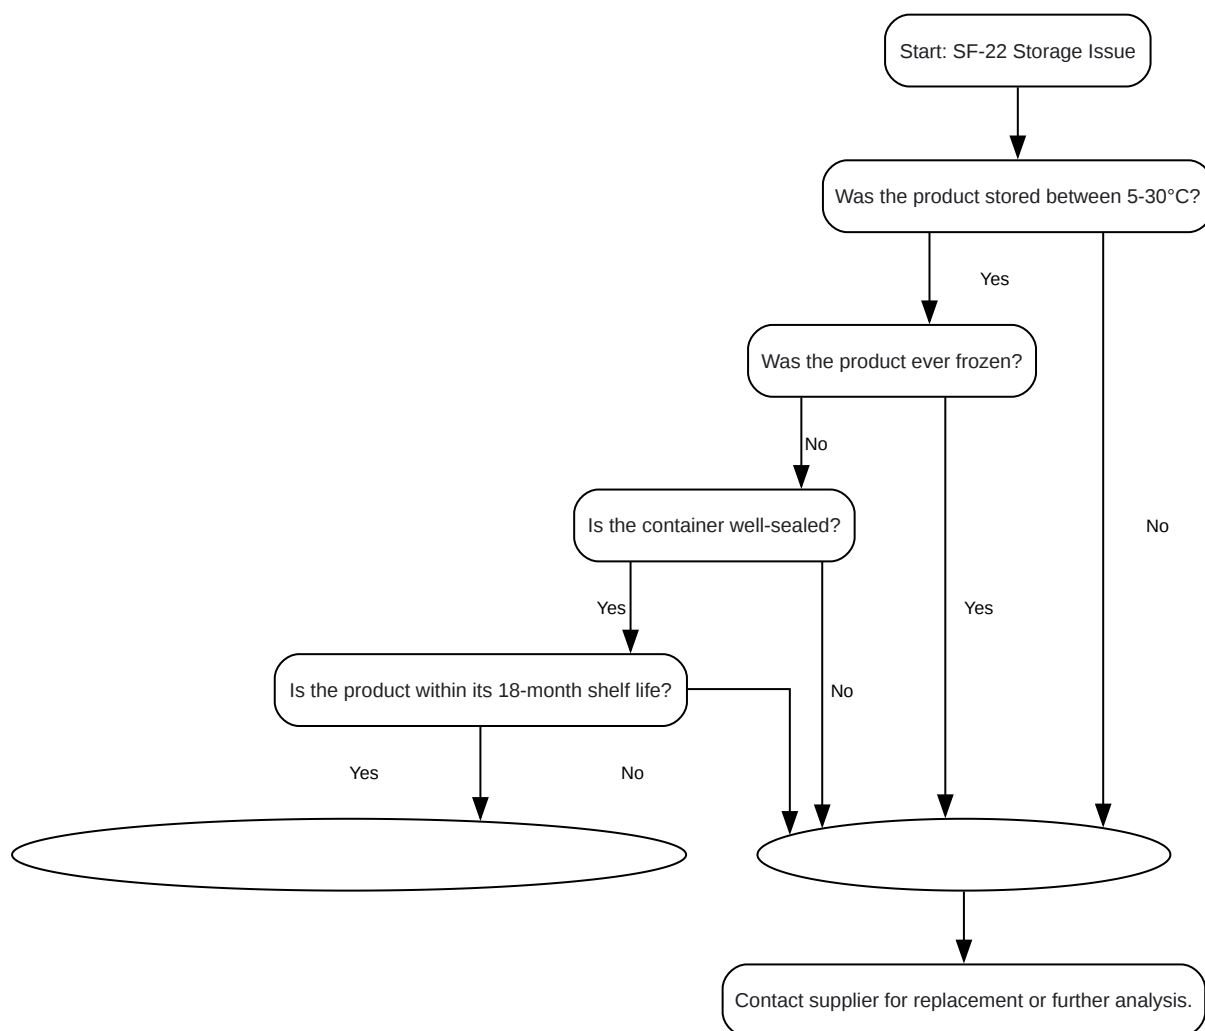 Start: SF-22 Storage Issue
Was the product stored between 5-30°C?
Yes
Was the product ever frozen?
No
Is the container well-sealed?
No
Yes
Yes
Is the product within its 18-month shelf life?
No
Yes
No
Contact supplier for replacement or further analysis.